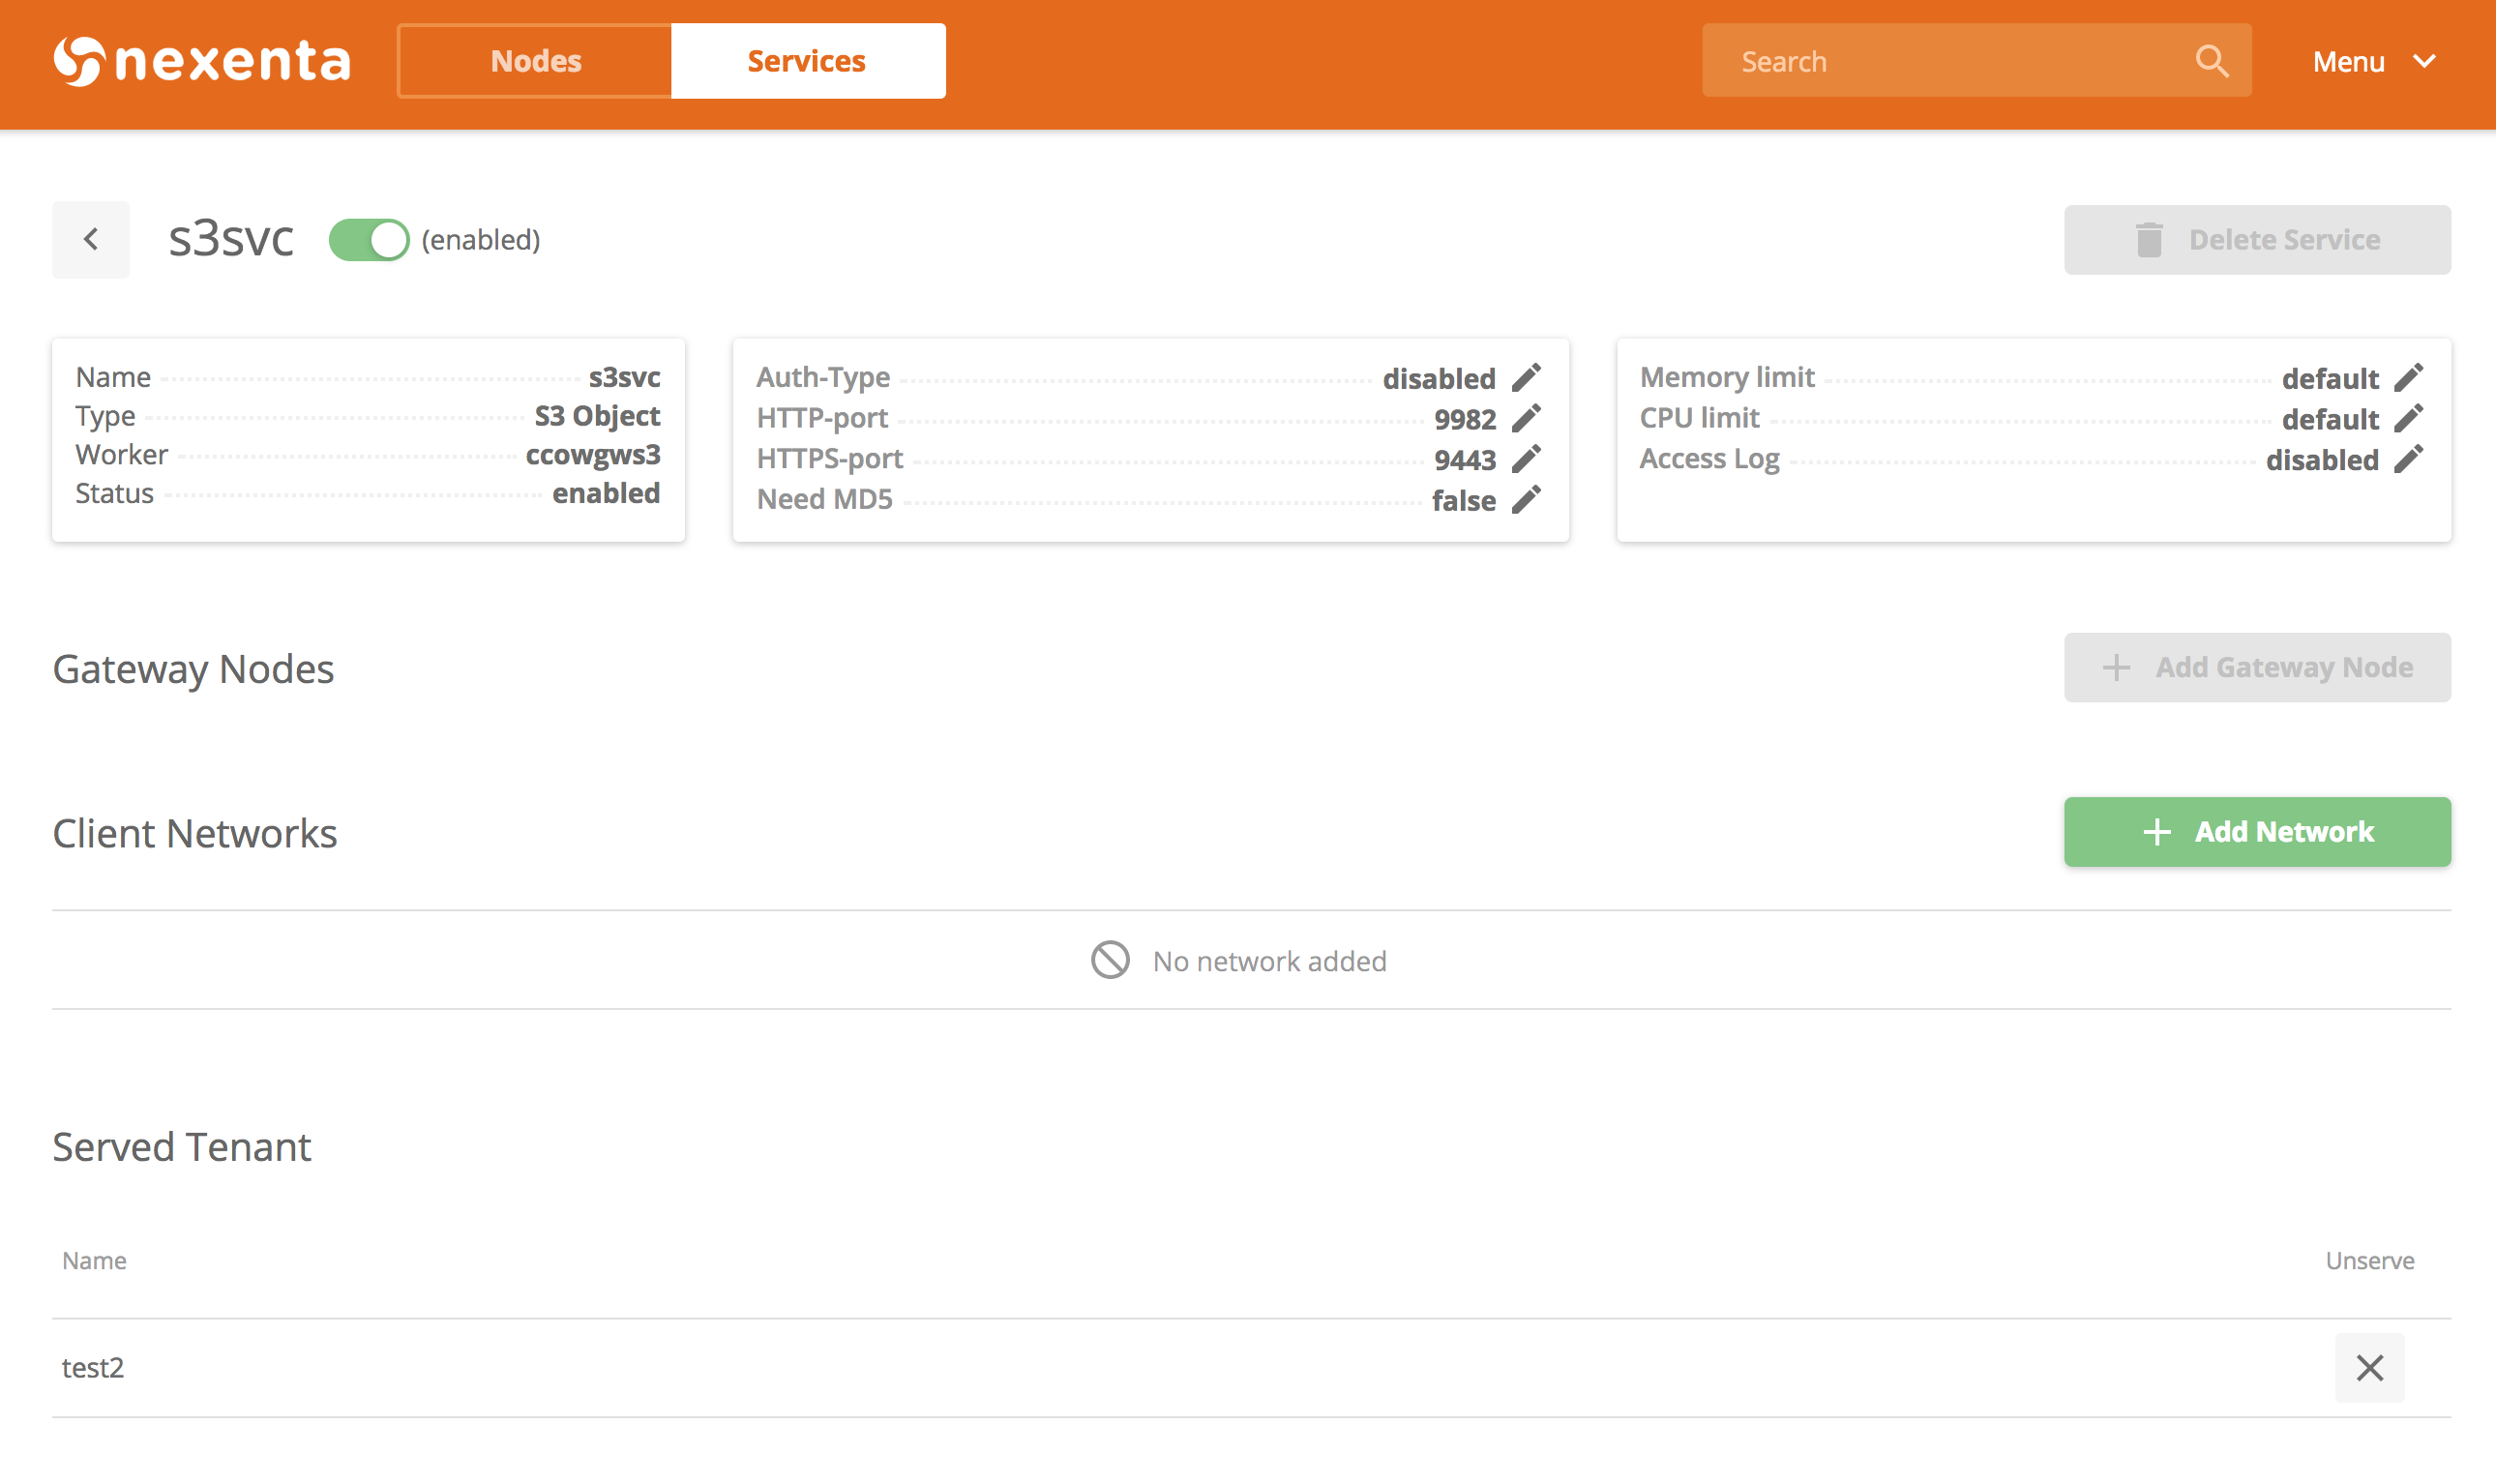 nexenta Nodes Services Search Menu
s3svc (enabled) Delete Service
Name s3svc
Type S3 Object
Worker ccowgws3
Status enabled
Auth-Type disabled
HTTP-port 9982
HTTPS-port 9443
Need MD5 false
Memory limit default
CPU limit default
Access Log disabled
Gateway Nodes Add Gateway Node
Client Networks Add Network
No network added
Served Tenant
Name Unserve
test2